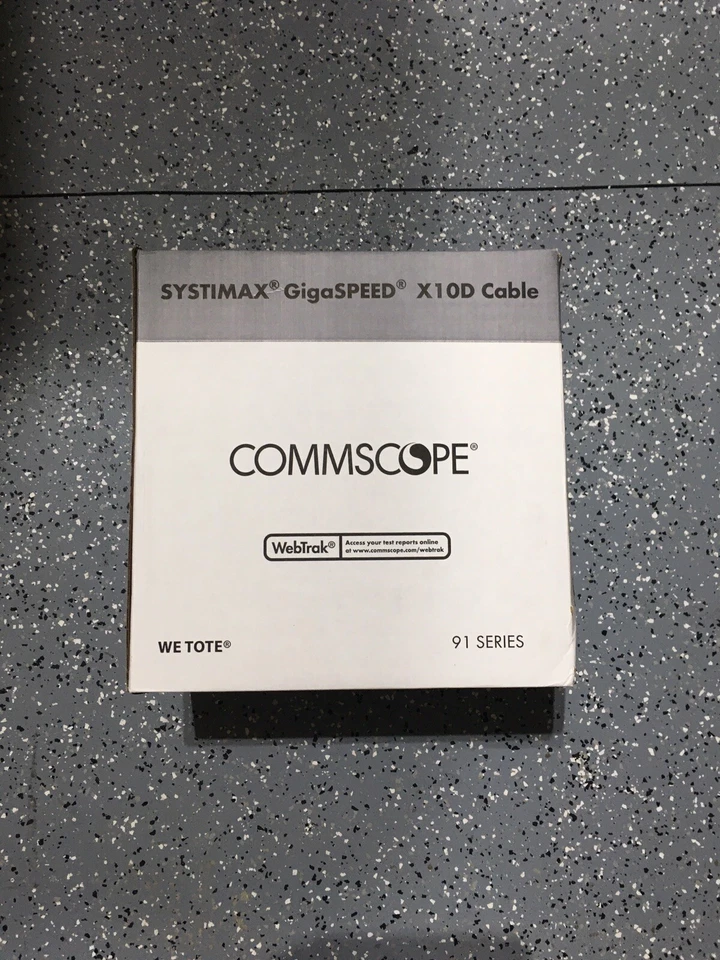 SYSTIMAX® GigaSPEED® X10D Cable
COMMSCOPE®
WebTrak® Access your test reports online
at www.commscope.com/webtrak
WE TOTE® 91 SERIES